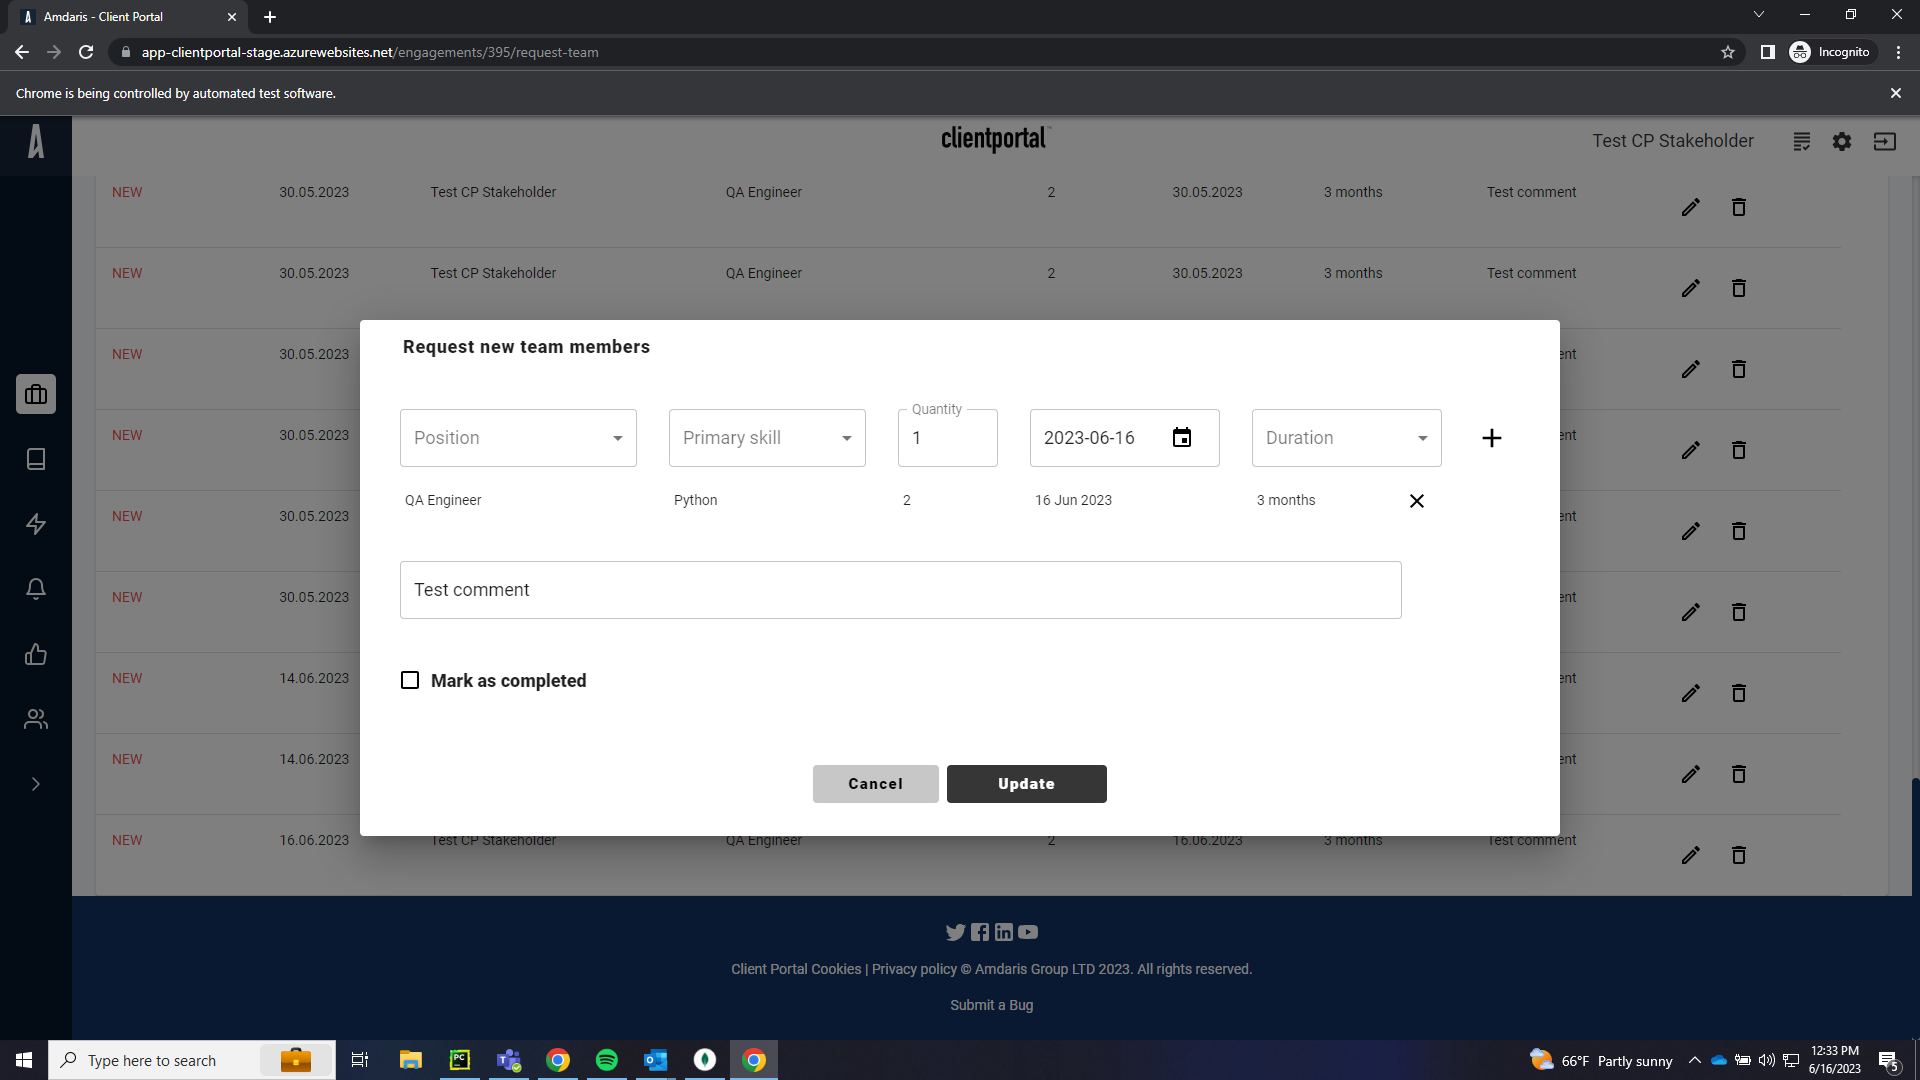 Amdaris - Client Portal
app-clientportal-stage.azurewebsites.net/engagements/395/request-team
Incognito
Chrome is being controlled by automated test software.
clientportal
Test CP Stakeholder
NEW 30.05.2023 Test CP Stakeholder QA Engineer 2 30.05.2023 3 months Test comment
NEW 30.05.2023 Test CP Stakeholder QA Engineer 2 30.05.2023 3 months Test comment
Request new team members
NEW 30.05.2023
Quantity
Position Primary skill 1 2023-06-16 Duration
NEW 30.05.2023
QA Engineer Python 2 16 Jun 2023 3 months
NEW 30.05.2023
Test comment
NEW 30.05.2023
Mark as completed
NEW 14.06.2023
NEW 14.06.2023
Cancel Update
NEW 16.06.2023 Test CP Stakeholder QA Engineer 2 16.06.2023 3 months Test comment
Client Portal Cookies | Privacy policy © Amdaris Group LTD 2023. All rights reserved.
Submit a Bug
Type here to search
66°F Partly sunny
12:33 PM
6/16/2023
5